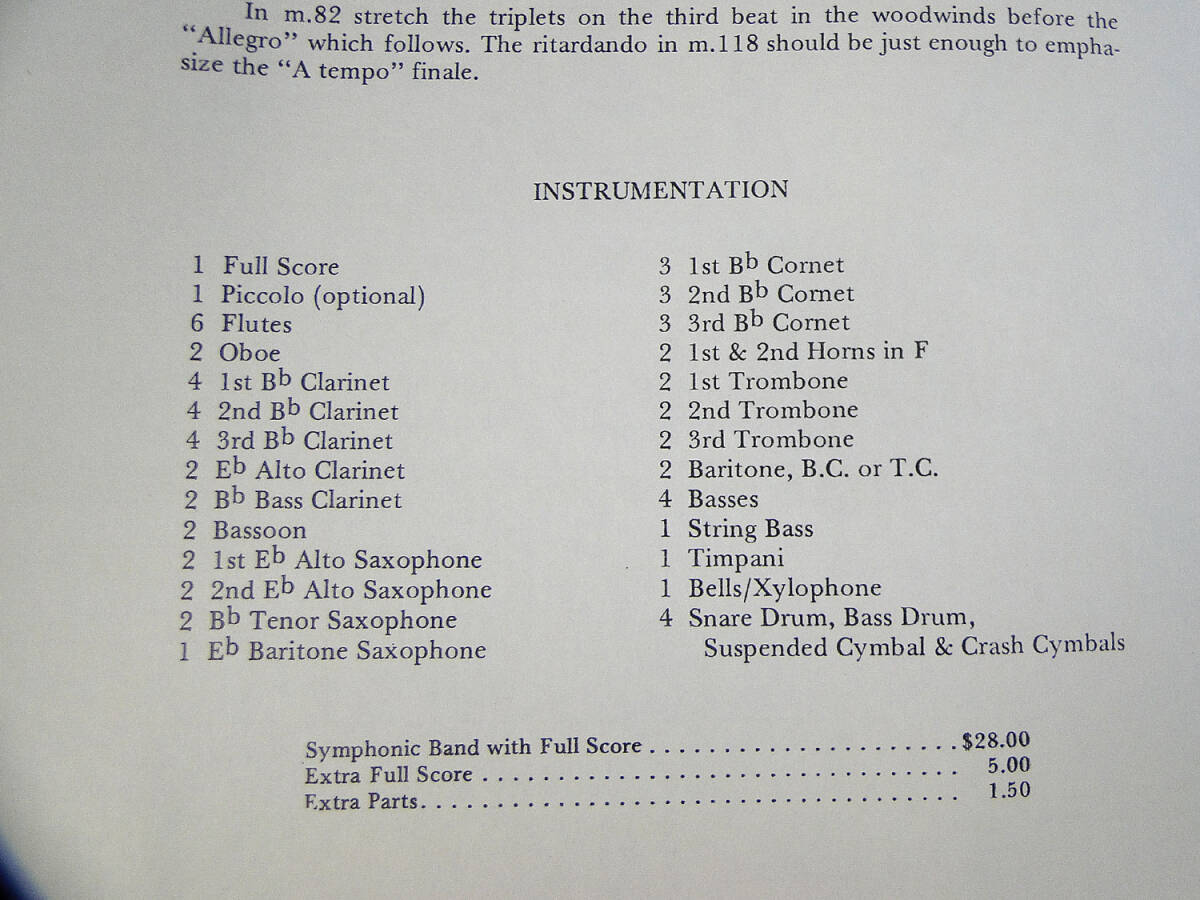 In m.82 stretch the triplets on the third beat in the woodwinds before the
“Allegro” which follows. The ritardando in m.118 should be just enough to empha-
size the “A tempo” finale.
INSTRUMENTATION
1 Full Score
1 Piccolo (optional)
6 Flutes
2 Oboe
4 1st Bb Clarinet
4 2nd Bb Clarinet
4 3rd Bb Clarinet
2 Eb Alto Clarinet
2 Bb Bass Clarinet
2 Bassoon
2 1st Eb Alto Saxophone
2 2nd Eb Alto Saxophone
2 Bb Tenor Saxophone
1 Eb Baritone Saxophone
3 1st Bb Cornet
3 2nd Bb Cornet
3 3rd Bb Cornet
2 1st & 2nd Horns in F
2 1st Trombone
2 2nd Trombone
2 3rd Trombone
2 Baritone, B.C. or T.C.
4 Basses
1 String Bass
1 Timpani
1 Bells/Xylophone
4 Snare Drum, Bass Drum,
Suspended Cymbal & Crash Cymbals
Symphonic Band with Full Score . . . . . . . . . . . . . . . . . . . . . . $28.00
Extra Full Score . . . . . . . . . . . . . . . . . . . . . . . . . . . . . . . . . 5.00
Extra Parts. . . . . . . . . . . . . . . . . . . . . . . . . . . . . . . . . . . . . 1.50